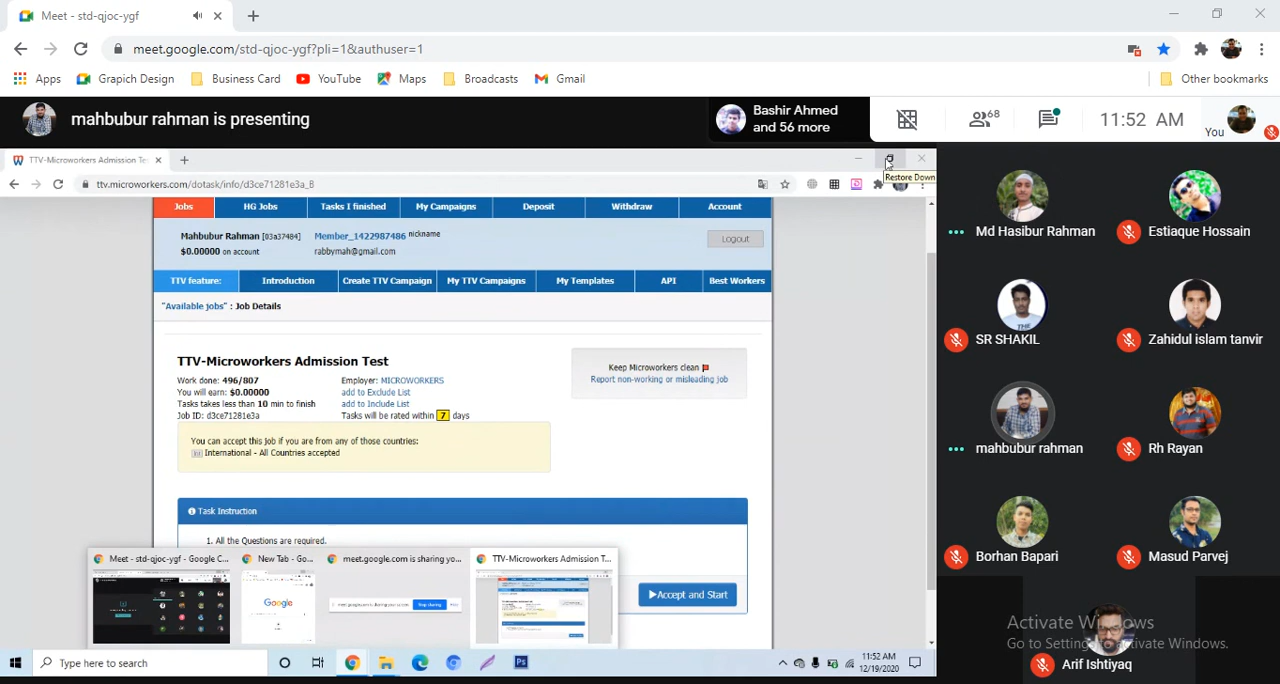 Meet - std-qjoc-ygf
meet.google.com/std-qjoc-ygf?pli=1&authuser=1
Apps Grapich Design Business Card YouTube Maps Broadcasts Gmail Other bookmarks
mahbubur rahman is presenting
Bashir Ahmed
and 56 more
68
11:52 AM
You
TTV-Microworkers Admission Te
ttv.microworkers.com/dotask/info/d3ce71281e3a_B
Restore Down
Jobs HG Jobs Tasks I finished My Campaigns Deposit Withdraw Account
Mahbubur Rahman [03a37484] Member_1422987486 nickname
$0.00000 on account rabbymah@gmail.com
Logout
TTV feature: Introduction Create TTV Campaign My TTV Campaigns My Templates API Best Workers
"Available jobs" : Job Details
TTV-Microworkers Admission Test
Work done: 496/807 Employer: MICROWORKERS
You will earn: $0.00000 add to Exclude List
Tasks takes less than 10 min to finish add to Include List
Job ID: d3ce71281e3a Tasks will be rated within 7 days
Keep Microworkers clean
Report non-working or misleading job
You can accept this job if you are from any of those countries:
International - All Countries accepted
Task Instruction
1. All the Questions are required.
Accept and Start
Meet - std-qjoc-ygf - Google C...
New Tab - Go...
meet.google.com is sharing yo...
TTV-Microworkers Admission T...
Google
Stop sharing
Type here to search
Ps
11:52 AM
12/19/2020
Md Hasibur Rahman
Estiaque Hossain
SR SHAKIL
Zahidul islam tanvir
mahbubur rahman
Rh Rayan
Borhan Bapari
Masud Parvej
Activate Windows
Go to Settings to Activate Windows.
Arif Ishtiyaq